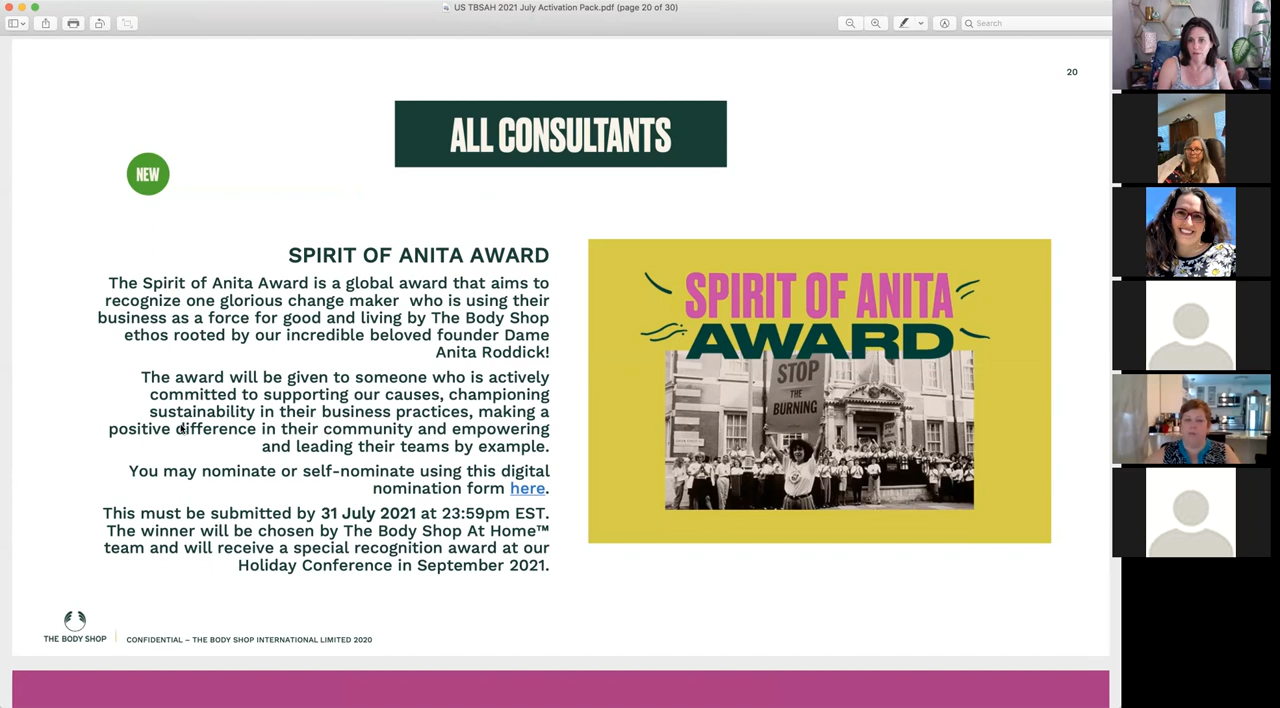 US TBSAH 2021 July Activation Pack.pdf (page 20 of 30)
Search
20
ALL CONSULTANTS
NEW
SPIRIT OF ANITA AWARD
The Spirit of Anita Award is a global award that aims to
recognize one glorious change maker who is using their
business as a force for good and living by The Body Shop
ethos rooted by our incredible beloved founder Dame
Anita Roddick!
The award will be given to someone who is actively
committed to supporting our causes, championing
sustainability in their business practices, making a
positive difference in their community and empowering
and leading their teams by example.
You may nominate or self-nominate using this digital
nomination form here.
This must be submitted by 31 July 2021 at 23:59pm EST.
The winner will be chosen by The Body Shop At Home™
team and will receive a special recognition award at our
Holiday Conference in September 2021.
SPIRIT OF ANITA
AWARD
STOP
THE
BURNING
THE BODY SHOP
CONFIDENTIAL – THE BODY SHOP INTERNATIONAL LIMITED 2020